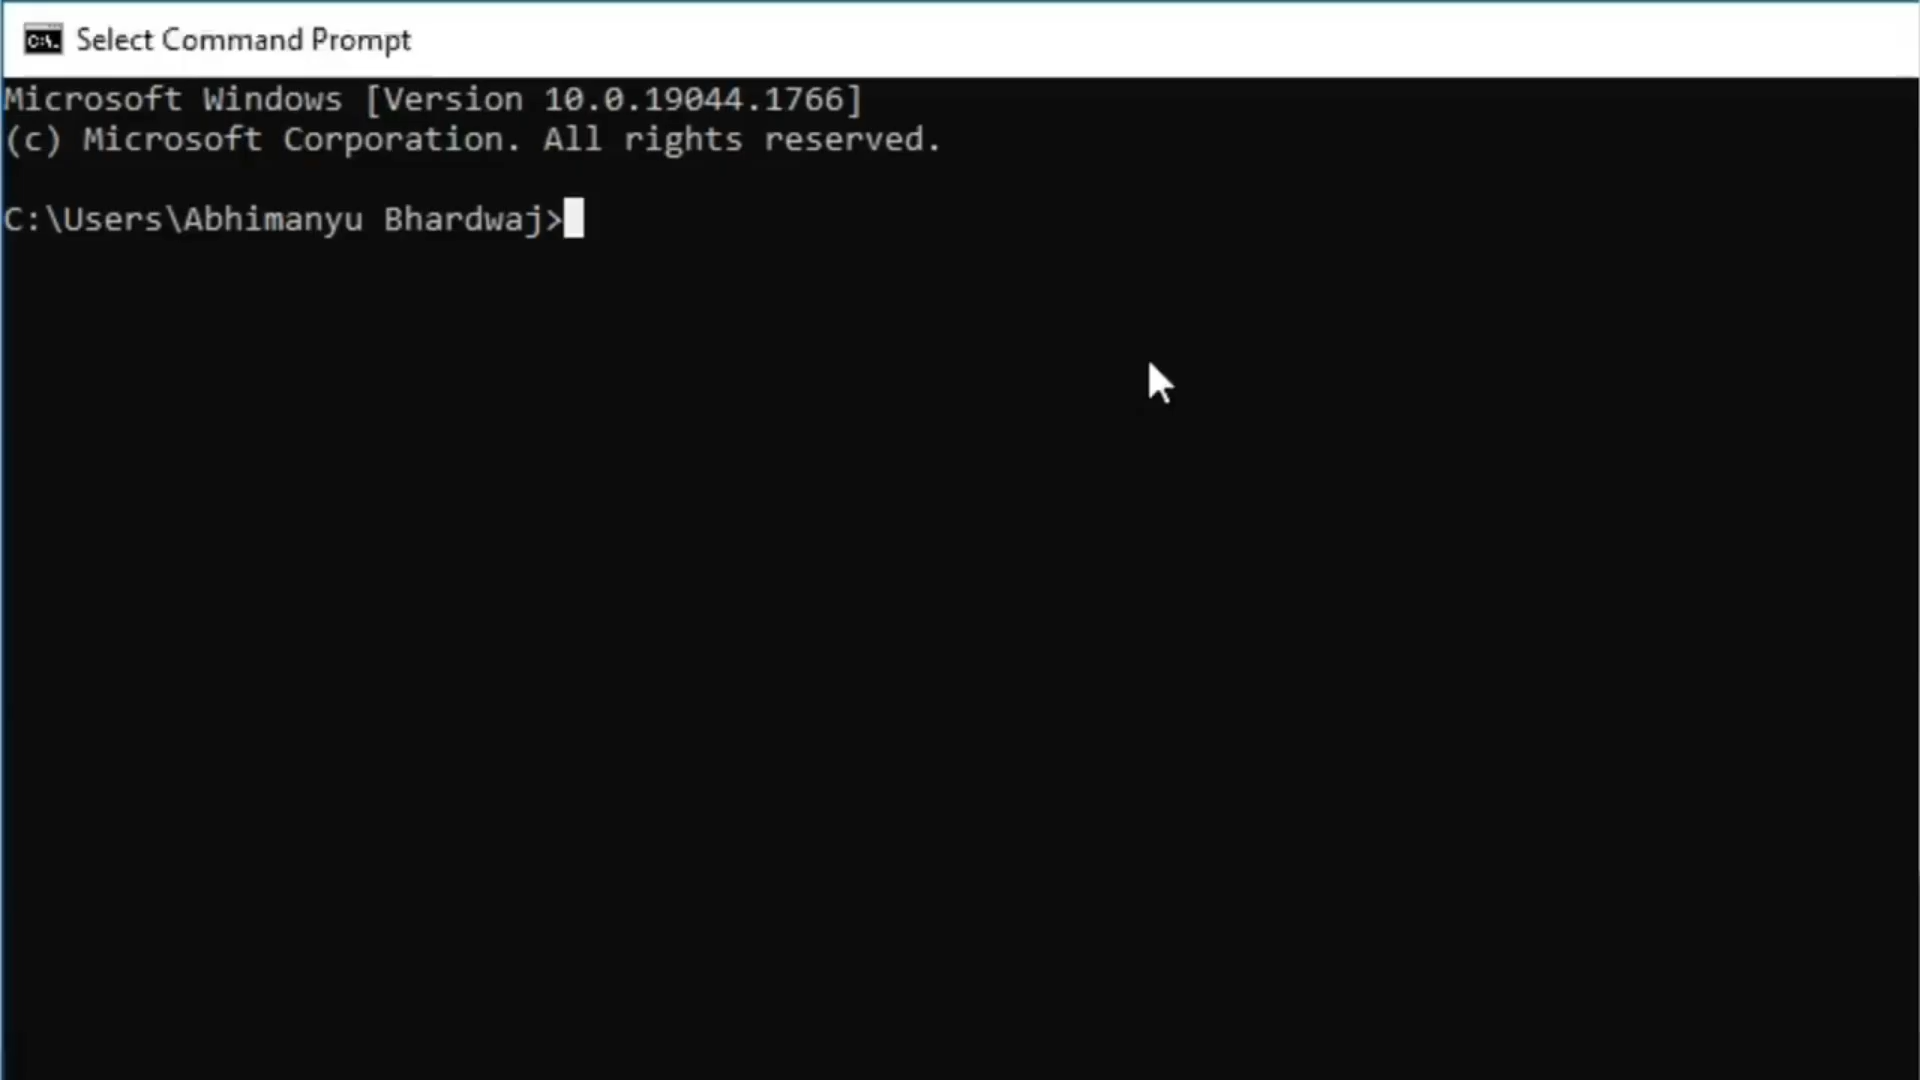 Select Command Prompt
Microsoft Windows [Version 10.0.19044.1766]
(c) Microsoft Corporation. All rights reserved.
C:\Users\Abhimanyu Bhardwaj>